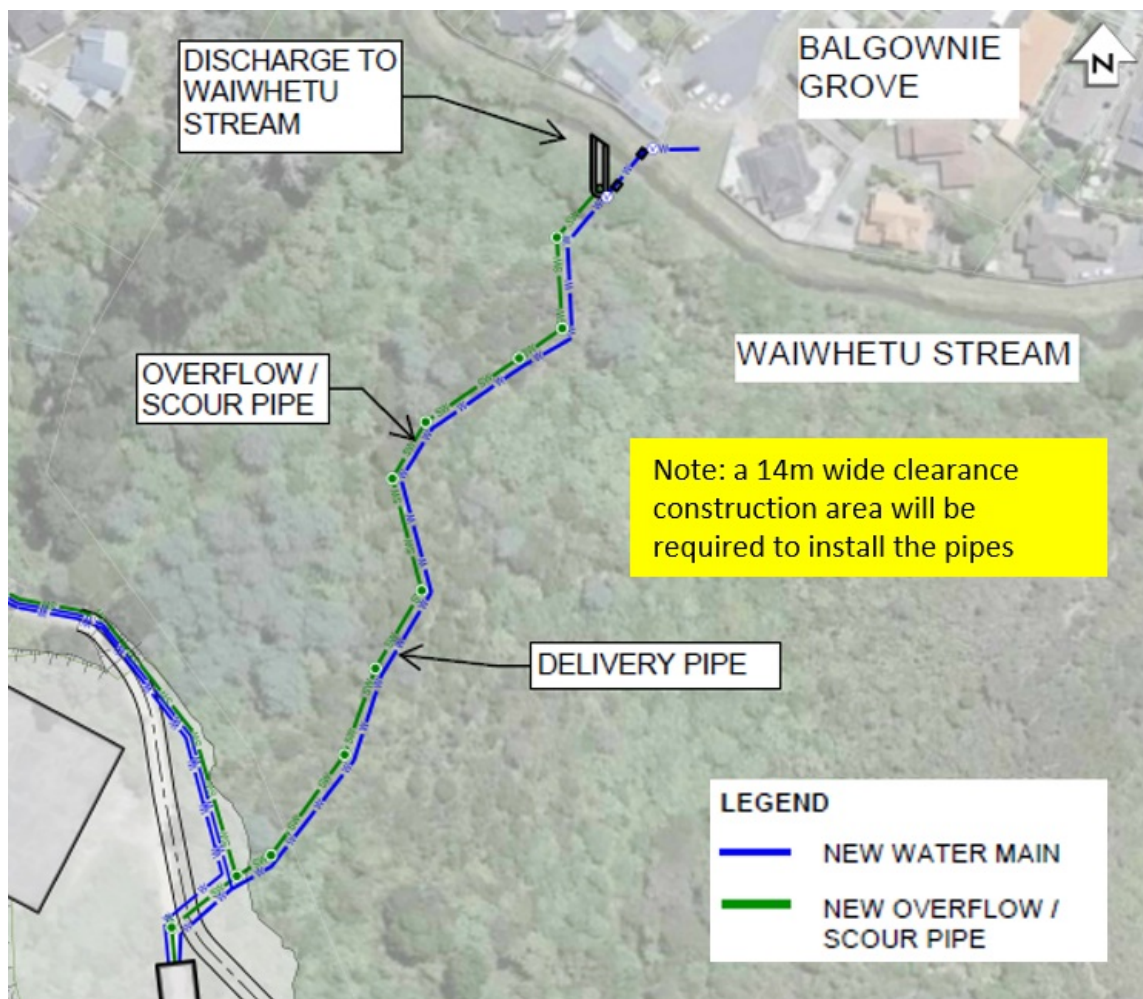 DISCHARGE TO
WAIWHETU
STREAM
BALGOWNIE
GROVE
N
OVERFLOW /
SCOUR PIPE
WAIWHETU STREAM
Note: a 14m wide clearance
construction area will be
required to install the pipes
DELIVERY PIPE
LEGEND
NEW WATER MAIN
NEW OVERFLOW /
SCOUR PIPE